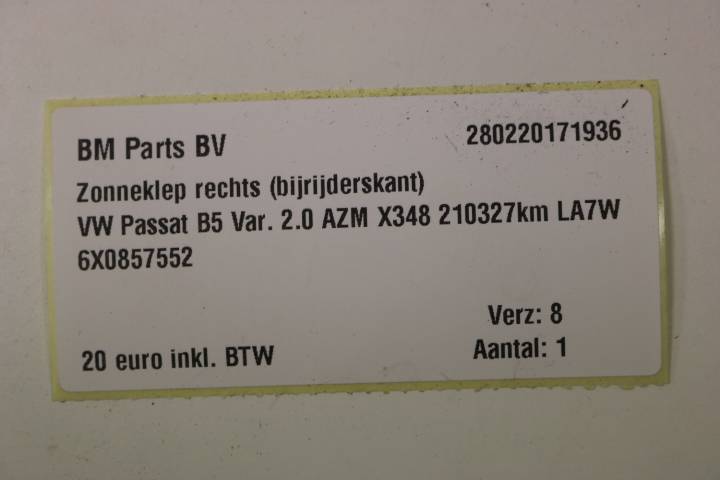 BM Parts BV 280220171936
Zonneklep rechts (bijrijderskant)
VW Passat B5 Var. 2.0 AZM X348 210327km LA7W
6X0857552
Verz: 8
20 euro inkl. BTW Aantal: 1